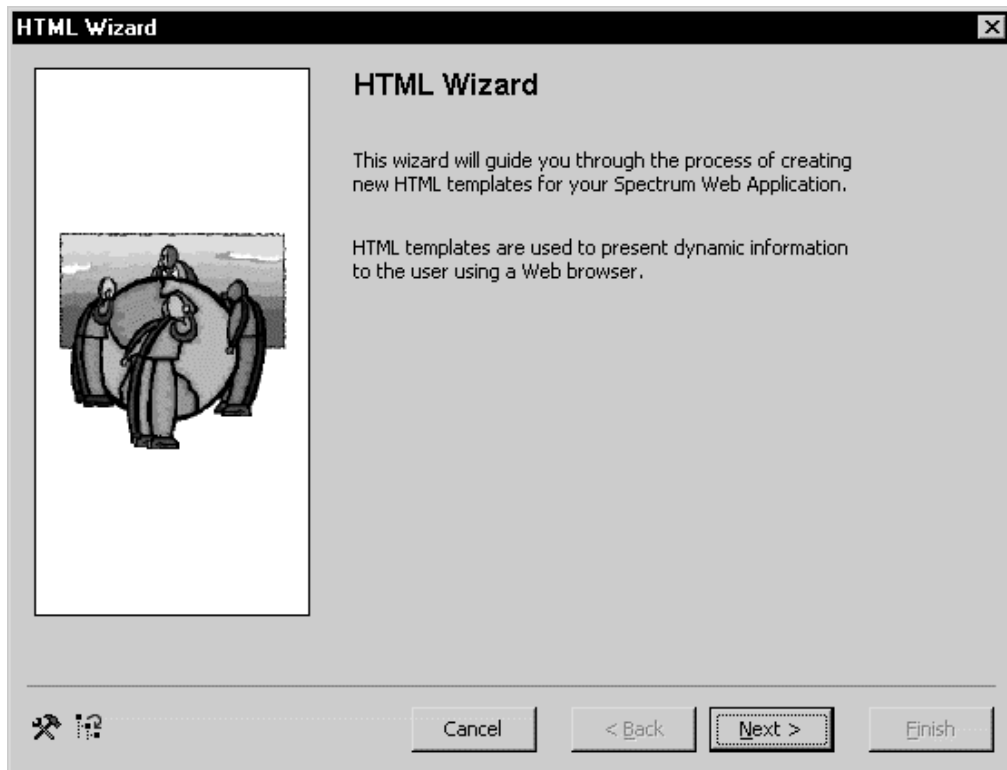 HTML Wizard
HTML Wizard
This wizard will guide you through the process of creating
new HTML templates for your Spectrum Web Application.
HTML templates are used to present dynamic information
to the user using a Web browser.
Cancel
< Back
Next >
Finish